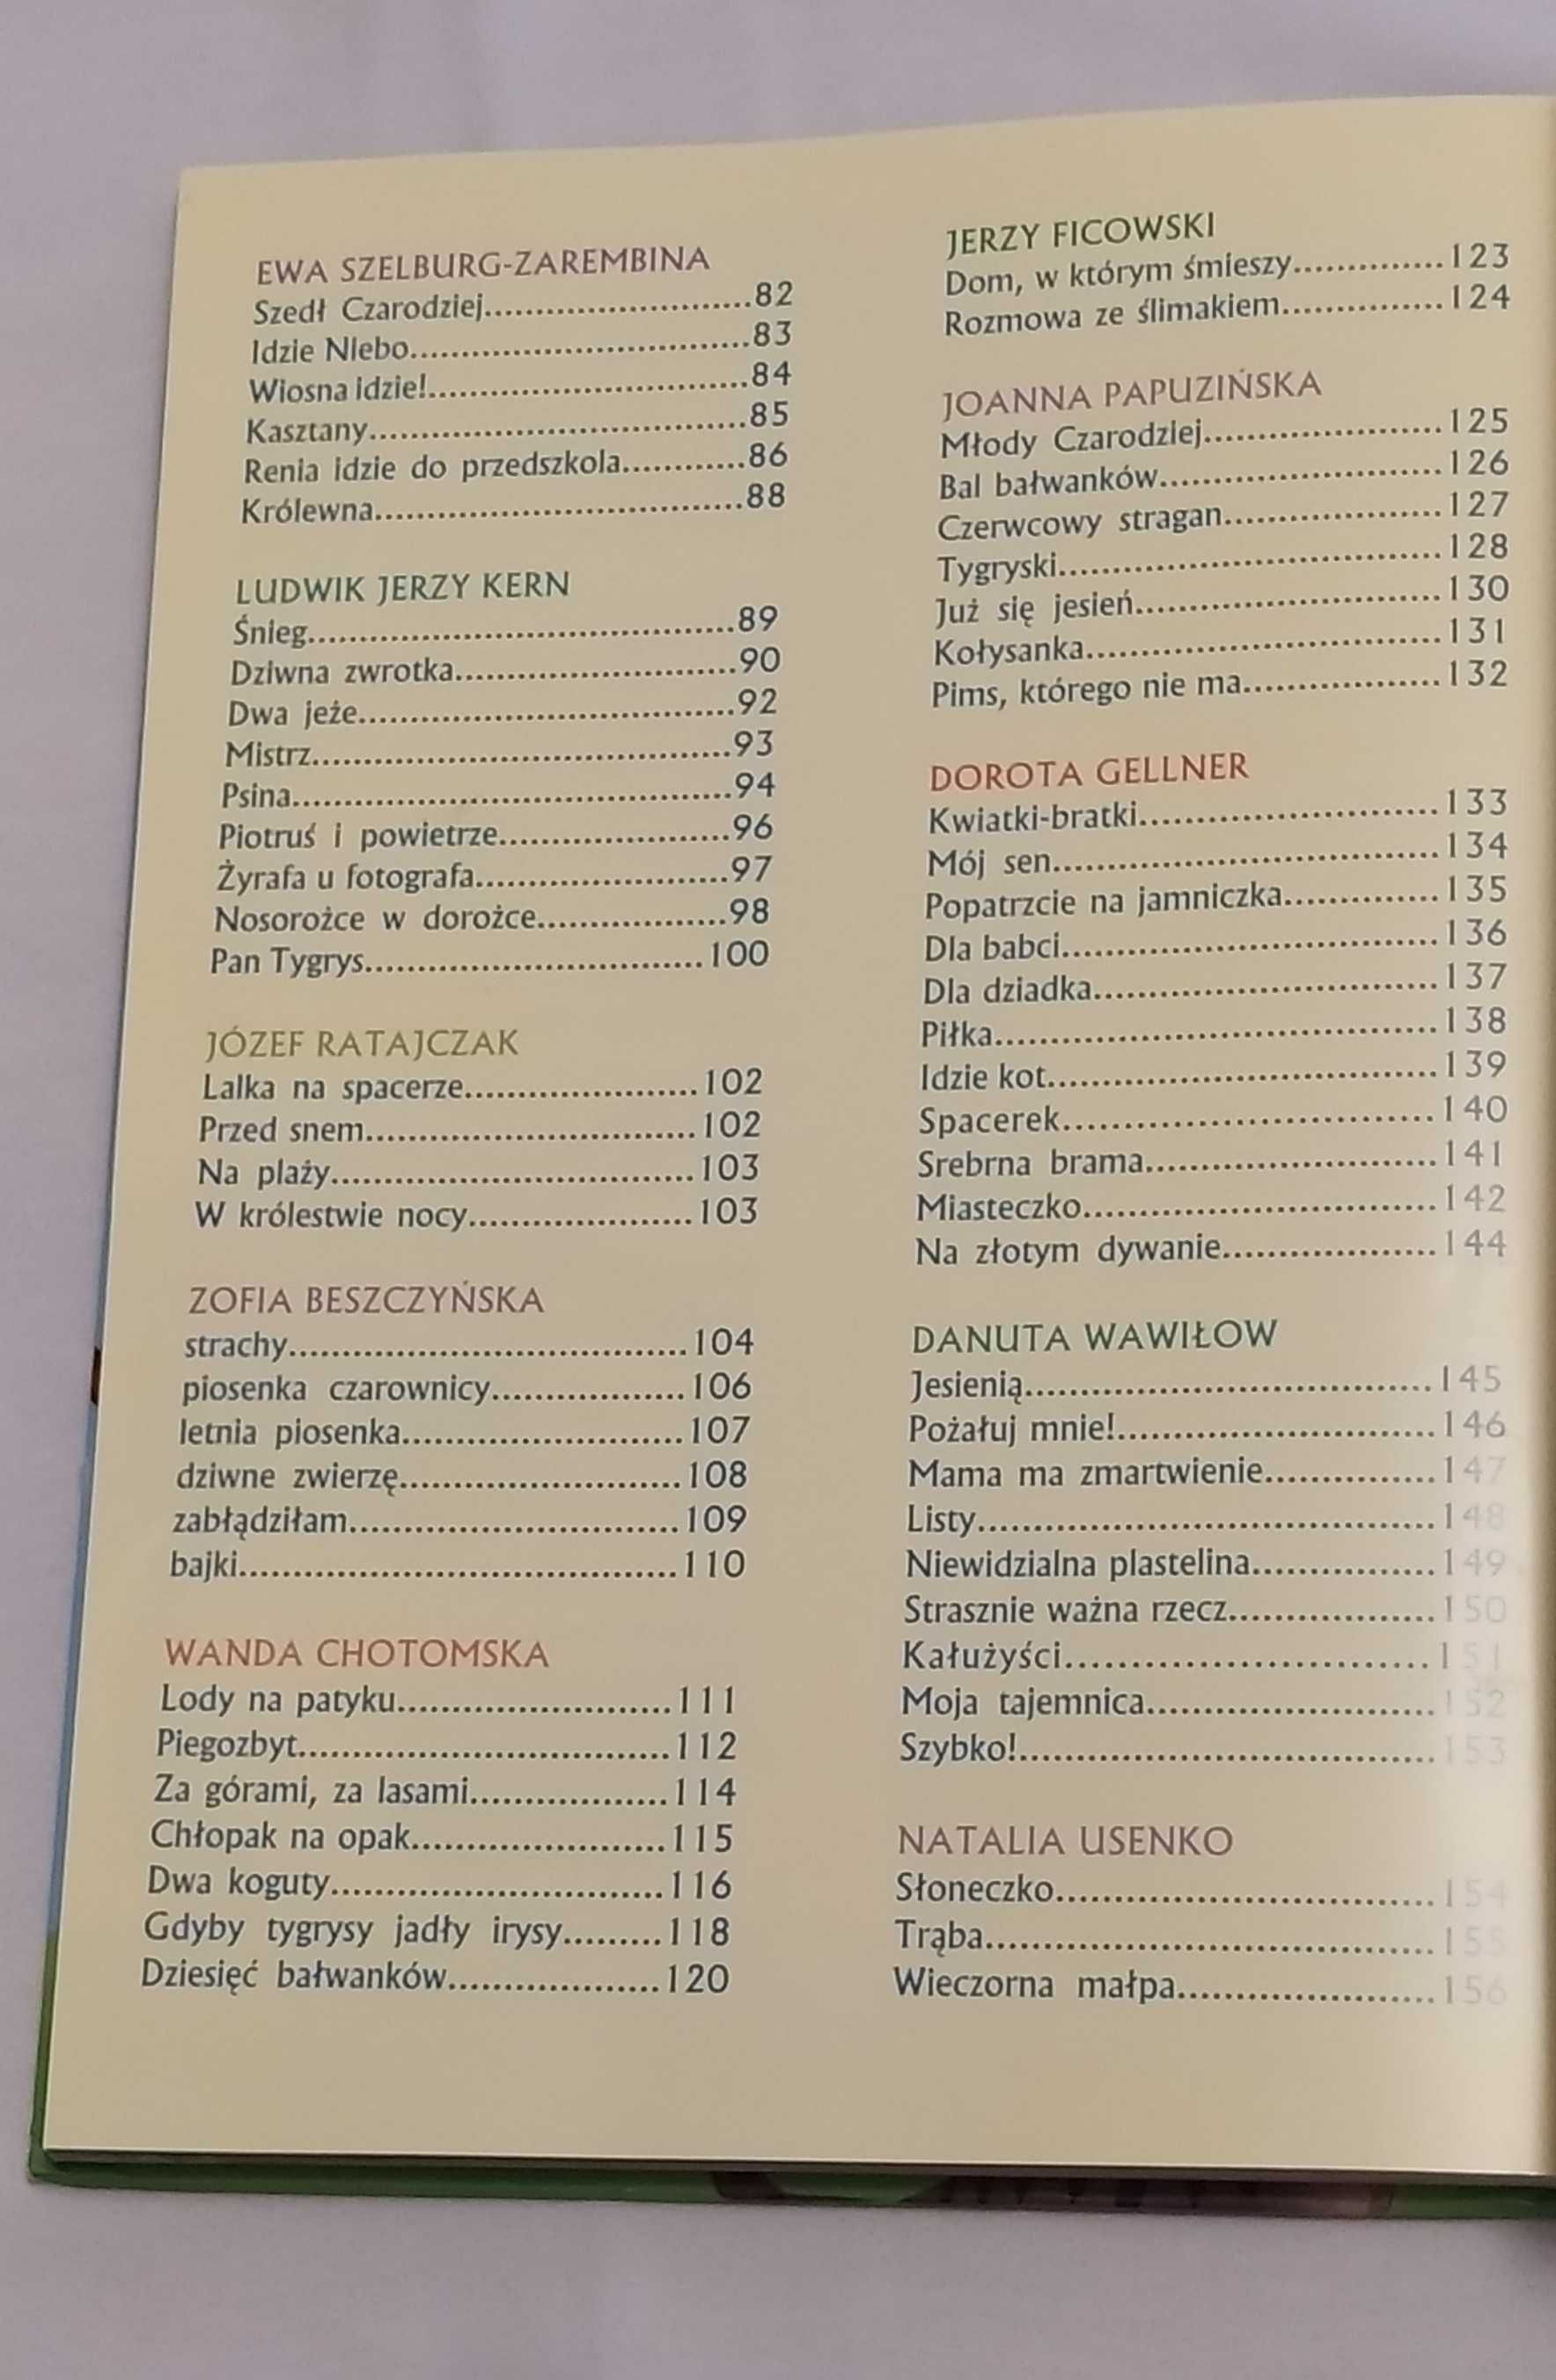 EWA SZELBURG-ZAREMBINA
Szedł Czarodziej..........................82
Idzie NIebo.................................83
Wiosna idzie!...............................84
Kasztany....................................85
Renia idzie do przedszkola............86
Królewna...................................88
LUDWIK JERZY KERN
Śnieg.........................................89
Dziwna zwrotka...........................90
Dwa jeże....................................92
Mistrz........................................93
Psina..........................................94
Piotruś i powietrze......................96
Żyrafa u fotografa........................97
Nosorożce w dorożce..................98
Pan Tygrys................................100
JÓZEF RATAJCZAK
Lalka na spacerze......................102
Przed snem...............................102
Na plaży..................................103
W królestwie nocy.....................103
ZOFIA BESZCZYŃSKA
strachy.....................................104
piosenka czarownicy..................106
letnia piosenka..........................107
dziwne zwierzę..........................108
zabłądziłam..............................109
bajki........................................110
WANDA CHOTOMSKA
Lody na patyku.........................111
Piegozbyt..................................112
Za górami, za lasami..................114
Chłopak na opak.......................115
Dwa koguty..............................116
Gdyby tygrysy jadły irysy.........118
Dziesięć bałwanków...................120
JERZY FICOWSKI
Dom, w którym śmieszy..............123
Rozmowa ze ślimakiem...............124
JOANNA PAPUZIŃSKA
Młody Czarodziej......................125
Bal bałwanków..........................126
Czerwcowy stragan....................127
Tygryski...................................128
Już się jesień.............................130
Kołysanka.................................131
Pims, którego nie ma..................132
DOROTA GELLNER
Kwiatki-bratki...........................133
Mój sen....................................134
Popatrzcie na jamniczka..............135
Dla babci..................................136
Dla dziadka...............................137
Piłka.........................................138
Idzie kot...................................139
Spacerek...................................140
Srebrna brama...........................141
Miasteczko................................142
Na złotym dywanie....................144
DANUTA WAWIŁOW
Jesienią.....................................145
Pożałuj mnie!.............................146
Mama ma zmartwienie................147
Listy.........................................148
Niewidzialna plastelina................149
Strasznie ważna rzecz..................150
Kałużyści..................................151
Moja tajemnica..........................152
Szybko!.....................................153
NATALIA USENKO
Słoneczko..................................154
Trąba........................................155
Wieczorna małpa.......................156